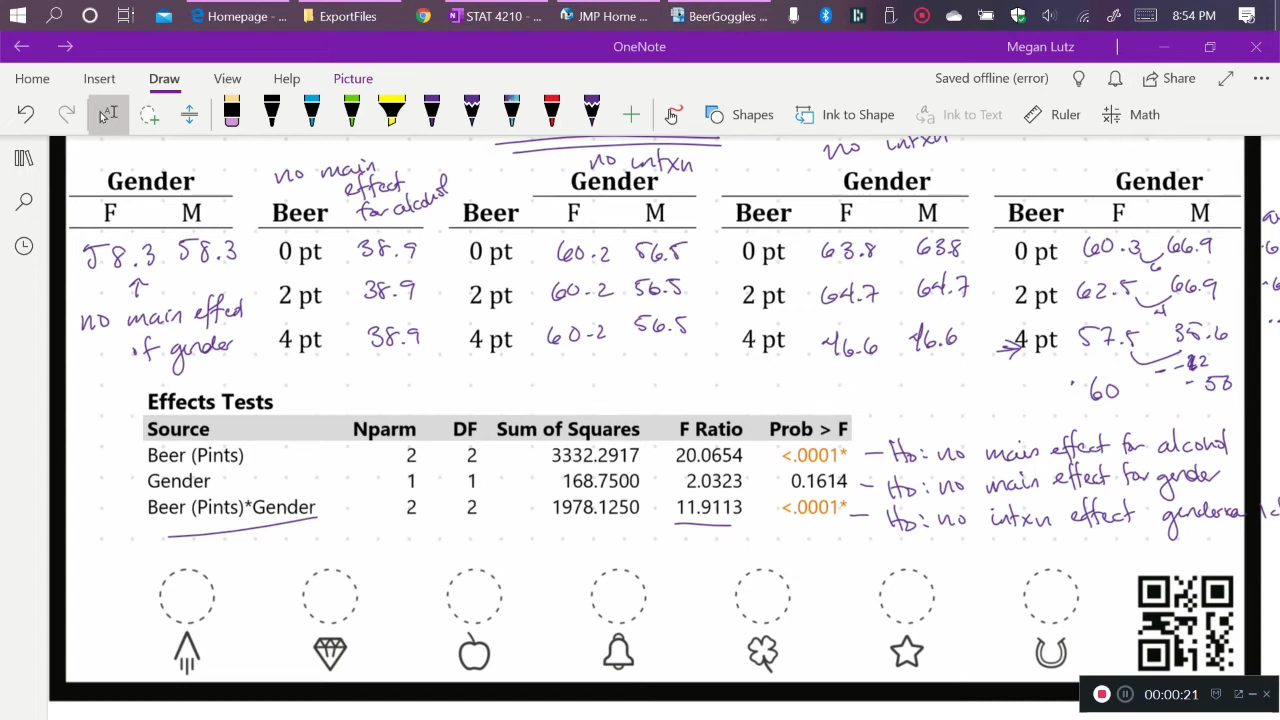 Homepage - ...
ExportFiles
STAT 4210 - ...
JMP Home ...
BeerGoggles
8:54 PM
OneNote
Megan Lutz
Home
Insert
Draw
View
Help
Picture
Saved offline (error)
Share
Shapes
Ink to Shape
Ink to Text
Ruler
Math
no intxn
no intxn
Gender
F M
58.3 58.3
↑
no main effect
of gender
no main
effect
for alcohol
Beer
0 pt 38.9
2 pt 38.9
4 pt 38.9
Gender
Beer F M
0 pt 60.2 56.5
2 pt 60.2 56.5
4 pt 60.2 56.5
Gender
Beer F M
0 pt 63.8 63.8
2 pt 64.7 64.7
4 pt 46.6 46.6
Gender
Beer F M
0 pt 60.3 66.9
6
2 pt 62.5 66.9
4
4 pt 57.5 35.6
60
Effects Tests
Source Nparm DF Sum of Squares F Ratio Prob > F
Beer (Pints) 2 2 3332.2917 20.0654 <.0001* — H0: no main effect for alcohol
Gender 1 1 168.7500 2.0323 0.1614 — H0: no main effect for gender
Beer (Pints)*Gender 2 2 1978.1250 11.9113 <.0001* — H0: no intxn effect
00:00:21